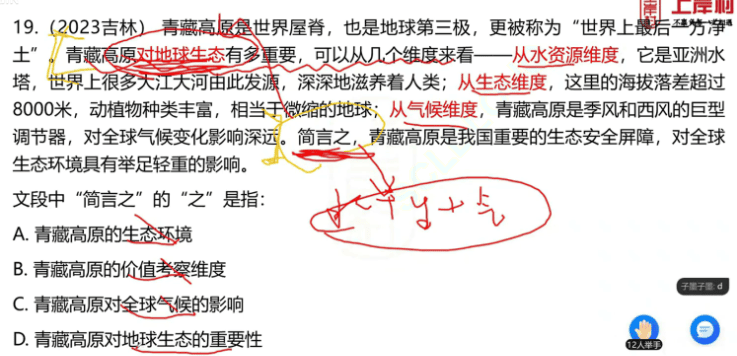 上岸村
19.（2023吉林）青藏高原是世界屋脊，也是地球第三极，更被称为“世界上最后一方净
土”。青藏高原对地球生态有多重要，可以从几个维度来看——从水资源维度，它是亚洲水
塔，世界上很多大江大河由此发源，深深地滋养着人类；从生态维度，这里的海拔落差超过
8000米，动植物种类丰富，相当于微缩的地球；从气候维度，青藏高原是季风和西风的巨型
调节器，对全球气候变化影响深远。简言之，青藏高原是我国重要的生态安全屏障，对全球
生态环境具有举足轻重的影响。
文段中“简言之”的“之”是指：
A. 青藏高原的生态环境
B. 青藏高原的价值考察维度
C. 青藏高原对全球气候的影响
D. 青藏高原对地球生态的重要性
子墨子墨: d
12人举手